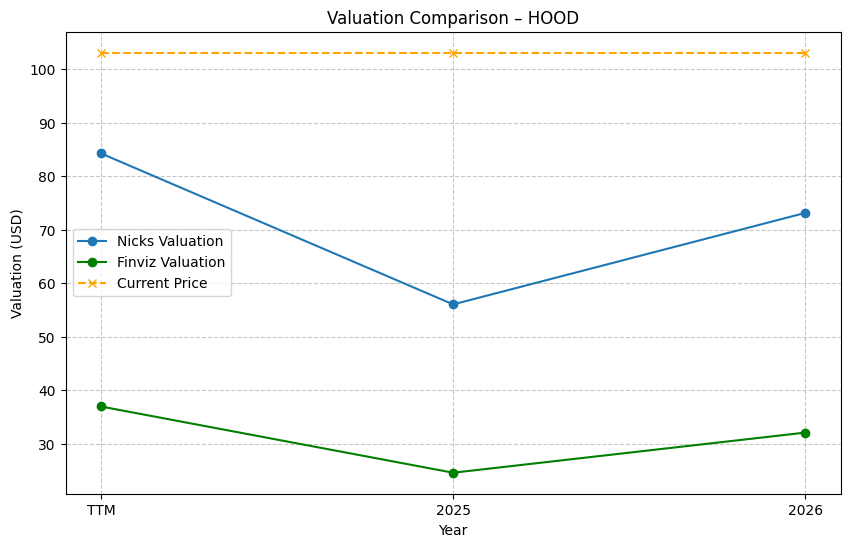 Valuation Comparison – HOOD
Valuation (USD)
100
90
80
70
60
50
40
30
Nicks Valuation
Finviz Valuation
Current Price
TTM
2025
2026
Year